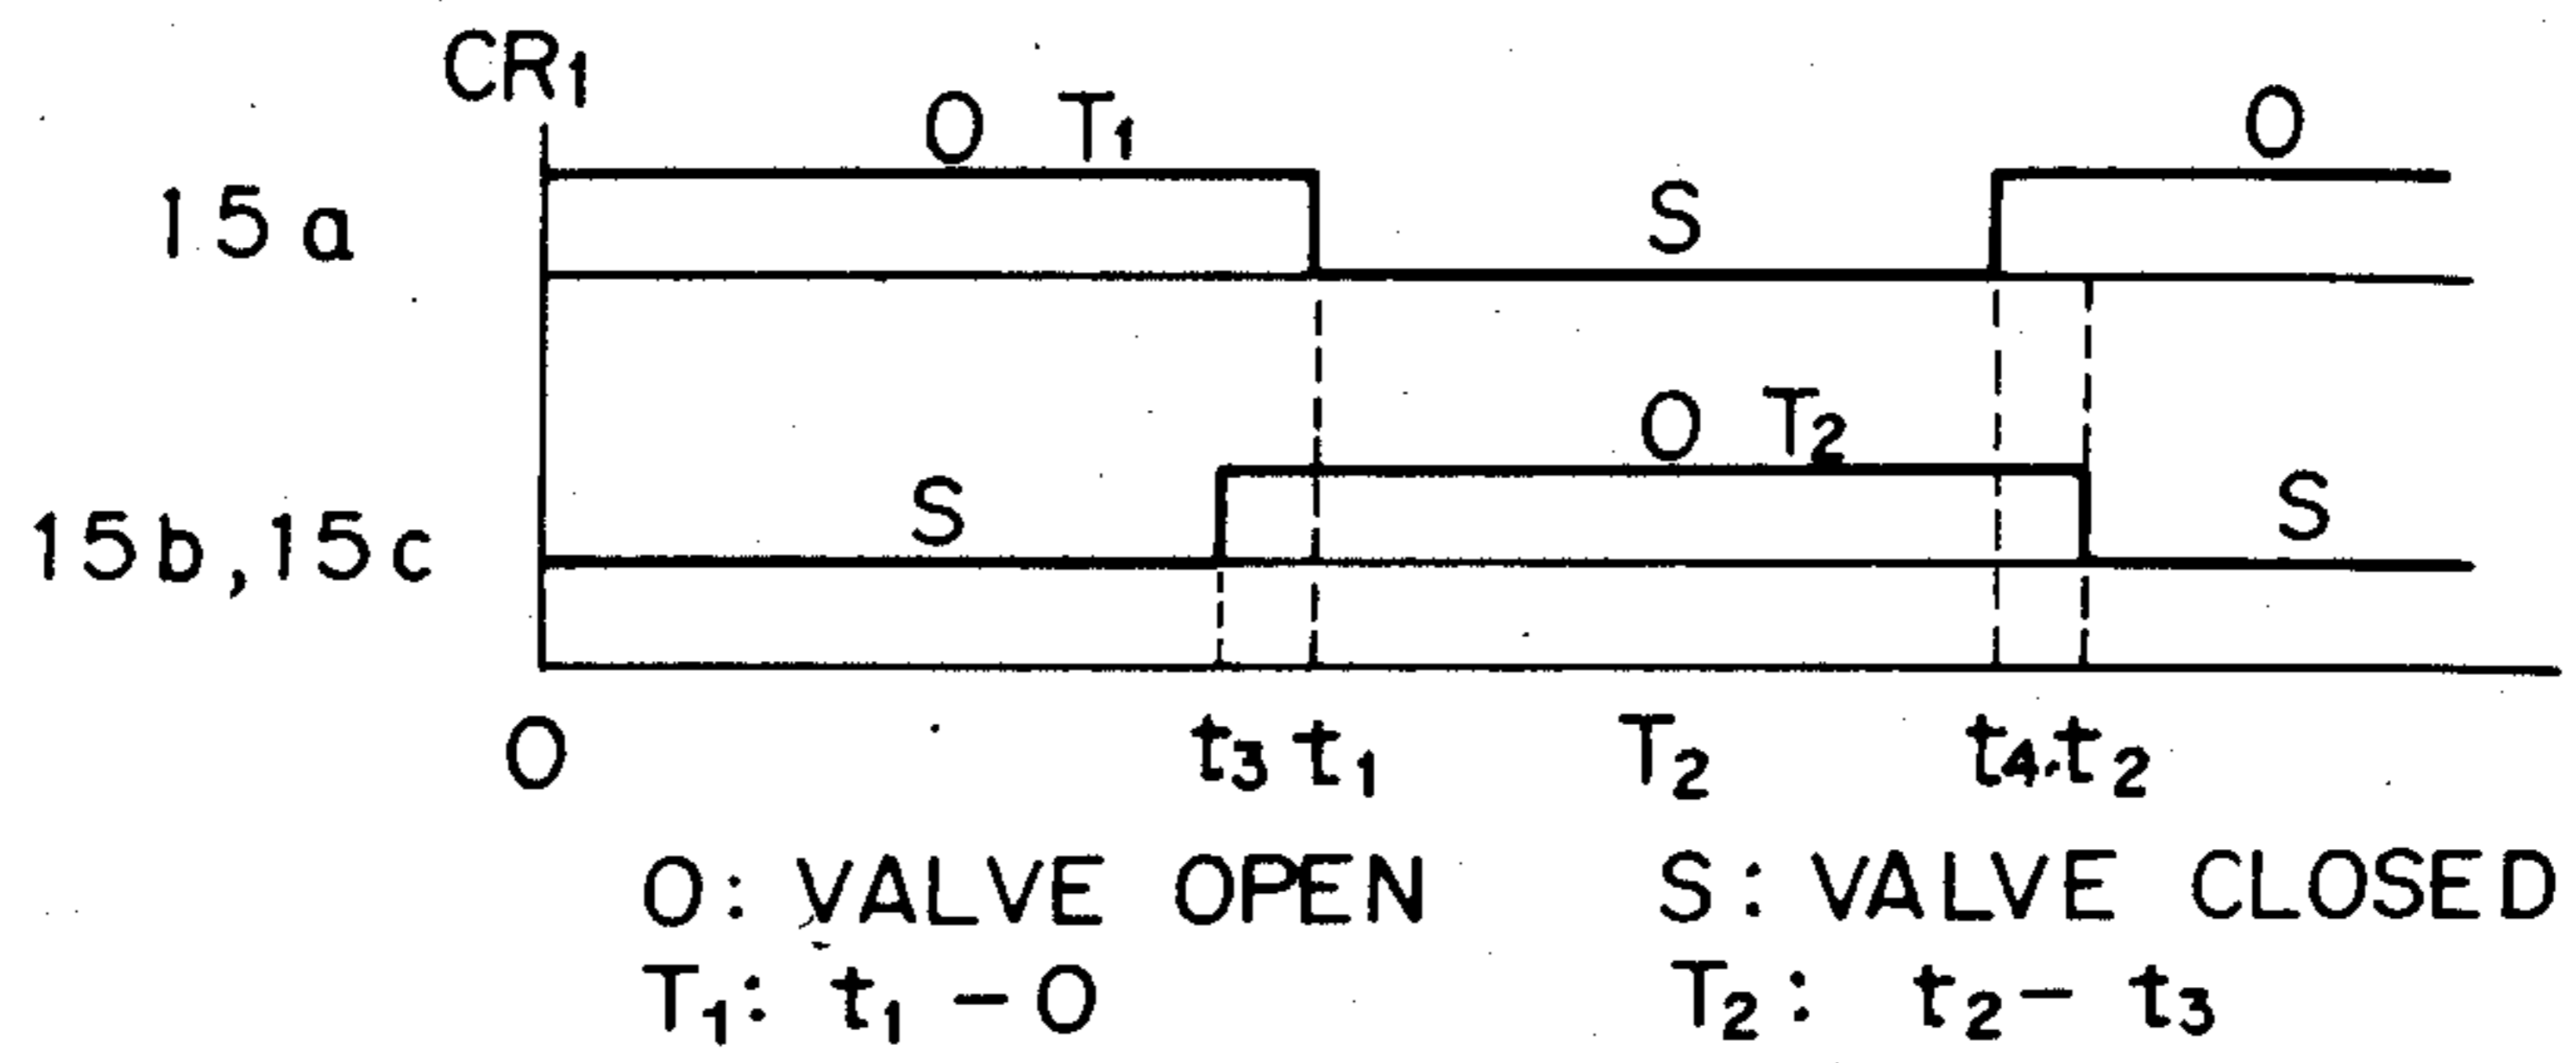 CR1
O T1 O
15a S
O T2
15b,15c S S
O t3 t1 T2 t4 t2
O: VALVE OPEN S: VALVE CLOSED
T1: t1 - O T2: t2 - t3